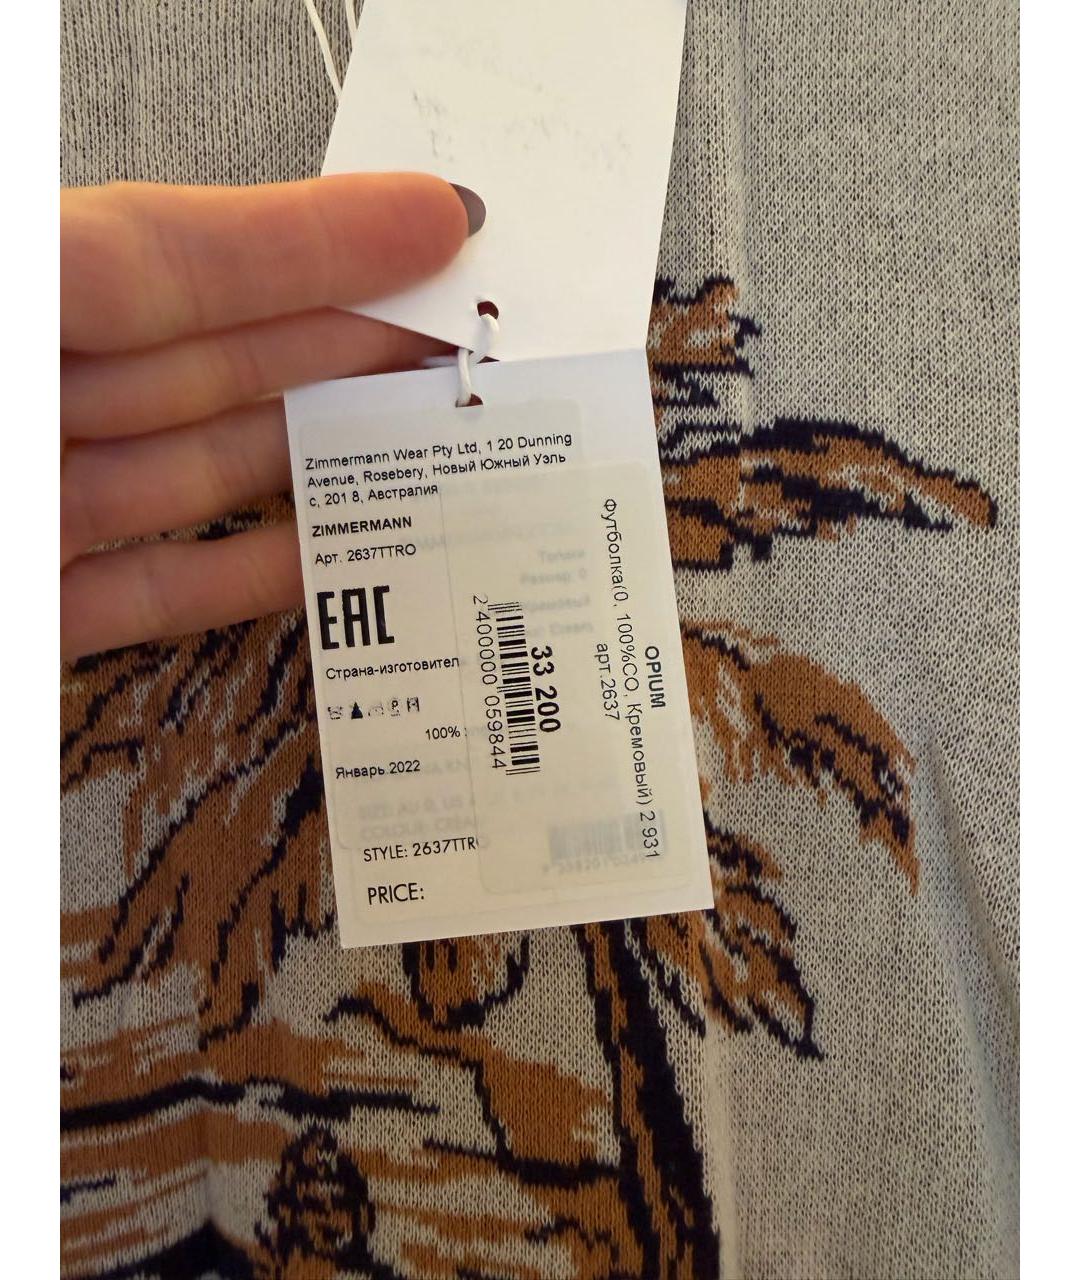 Zimmermann Wear Pty Ltd, 1 20 Dunning
Avenue, Rosebery, Новый Южный Уэль
с, 201 8, Австралия
ZIMMERMANN
Арт. 2637TTRO
EAC
Страна-изготовител
100%
Январь 2022
STYLE: 2637TTRO
PRICE:
OPIUM
Футболка(0, 100%CO, Кремовый) 2 931
арт.2637
33 200
2 400000 059844